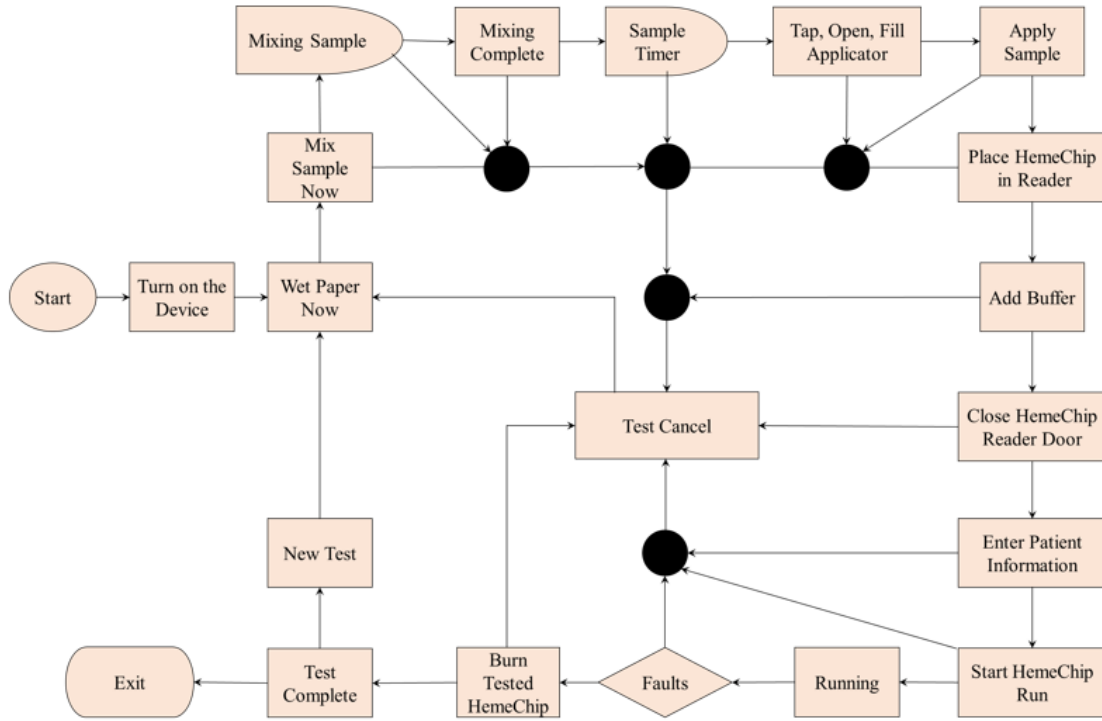 Mixing Sample
Mixing
Complete
Sample
Timer
Tap, Open, Fill
Applicator
Apply
Sample
Mix
Sample
Now
Place HemeChip
in Reader
Start
Turn on the
Device
Wet Paper
Now
Add Buffer
Test Cancel
Close HemeChip
Reader Door
New Test
Enter Patient
Information
Exit
Test
Complete
Burn
Tested
HemeChip
Faults
Running
Start HemeChip
Run